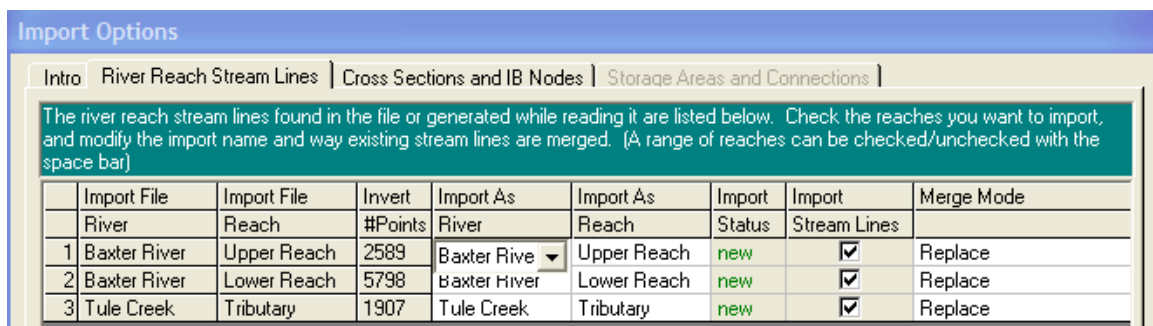 Import Options
Intro River Reach Stream Lines Cross Sections and IB Nodes Storage Areas and Connections
The river reach stream lines found in the file or generated while reading it are listed below. Check the reaches you want to import,
and modify the import name and way existing stream lines are merged. (A range of reaches can be checked/unchecked with the
space bar)
Import File Import File Invert Import As Import As Import Import Merge Mode
River Reach #Points River Reach Status Stream Lines
1 Baxter River Upper Reach 2589 Baxter Rive Upper Reach new Replace
2 Baxter River Lower Reach 5798 Baxter River Lower Reach new Replace
3 Tule Creek Tributary 1907 Tule Creek Tributary new Replace